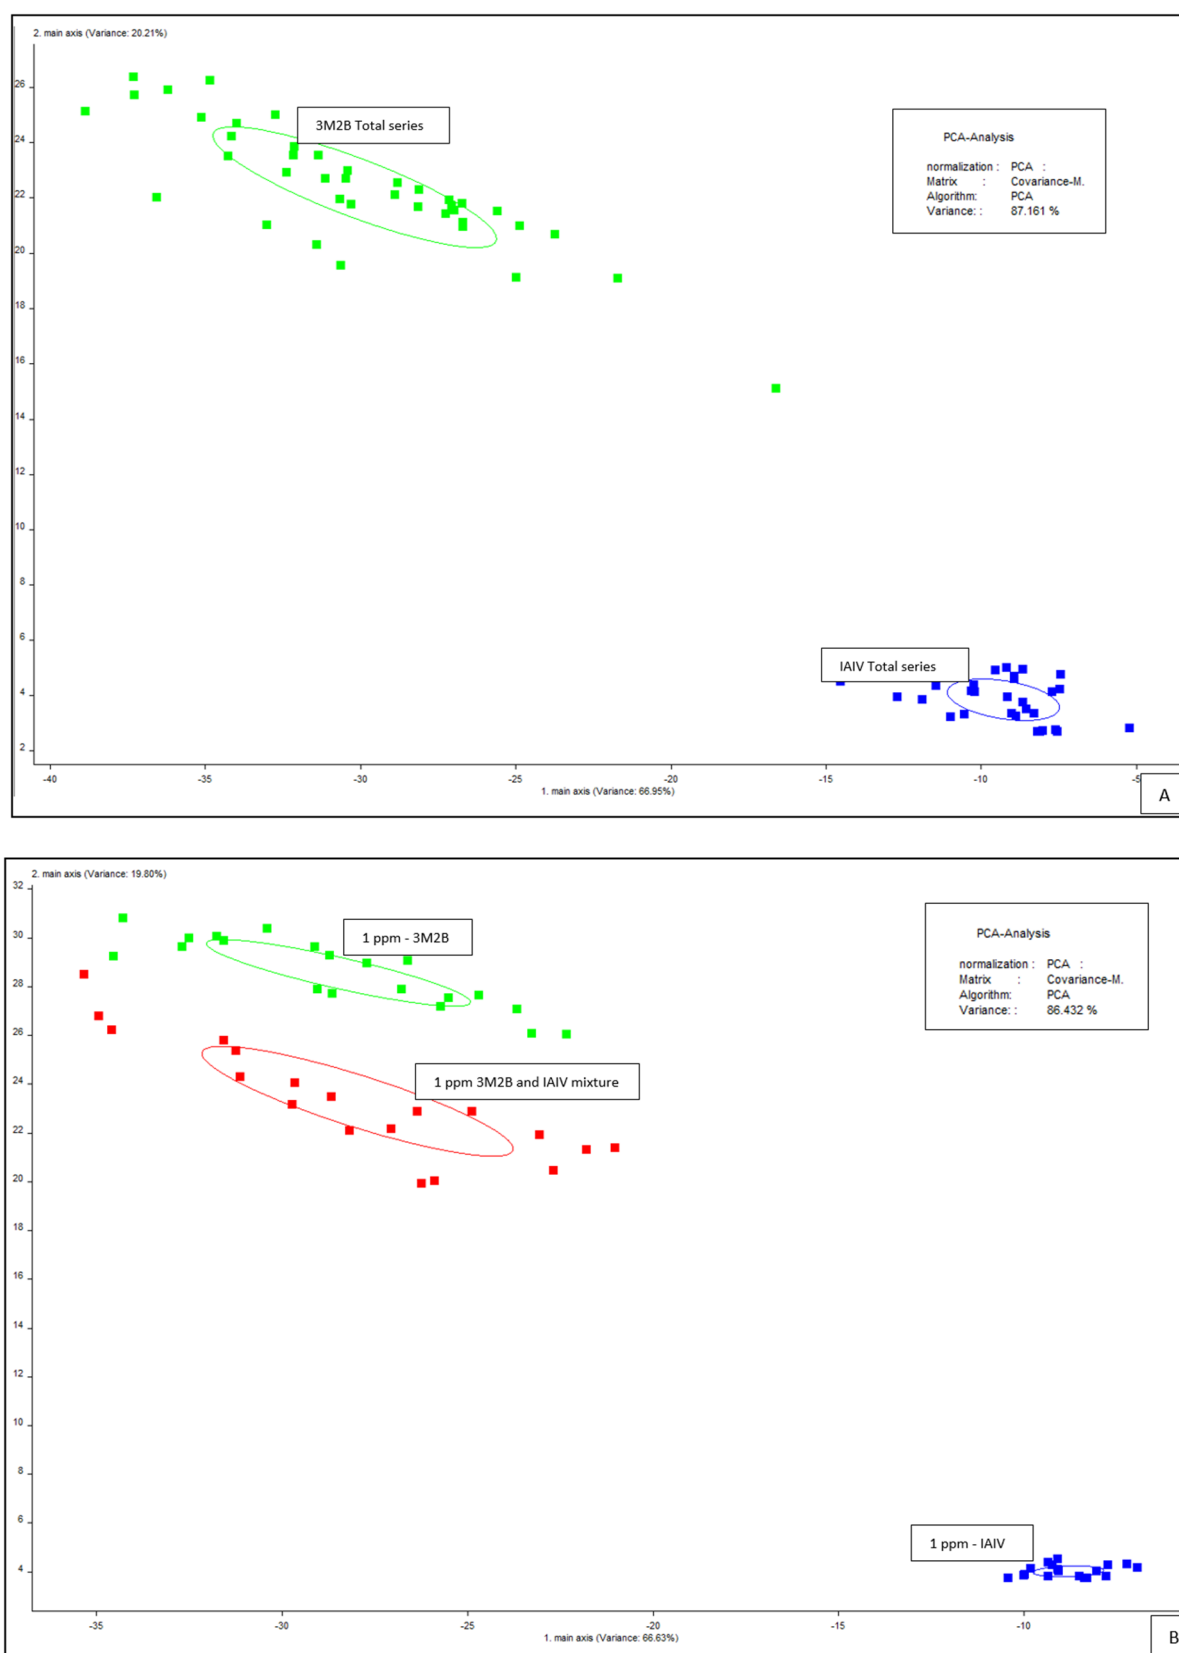 2. main axis (Variance: 20.21%)
26
24
22
20
18
16
14
12
10
8
6
4
2
3M2B Total series
PCA-Analysis
normalization : PCA :
Matrix : Covariance-M.
Algorithm: PCA
Variance: : 87.161 %
IAIV Total series
-40 -35 -30 -25 -20 -15 -10 -5
1. main axis (Variance: 66.95%)
A
2. main axis (Variance: 19.80%)
32
30
28
26
24
22
20
18
16
14
12
10
8
6
4
1 ppm - 3M2B
PCA-Analysis
normalization : PCA :
Matrix : Covariance-M.
Algorithm: PCA
Variance: : 86.432 %
1 ppm 3M2B and IAIV mixture
1 ppm - IAIV
-35 -30 -25 -20 -15 -10
1. main axis (Variance: 66.63%)
B